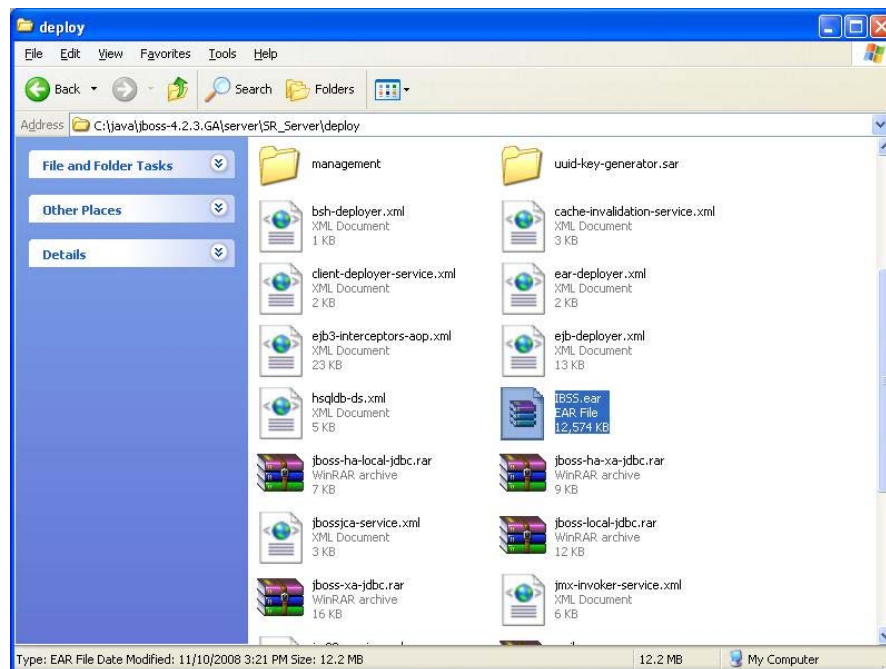 deploy
File Edit View Favorites Tools Help
Back Search Folders
Address C:\java\jboss-4.2.3.GA\server\SR_Server\deploy
File and Folder Tasks
Other Places
Details
management
uuid-key-generator.sar
bsh-deployer.xml
XML Document
1 KB
cache-invalidation-service.xml
XML Document
3 KB
client-deployer-service.xml
XML Document
2 KB
ear-deployer.xml
XML Document
2 KB
ejb3-interceptors-aop.xml
XML Document
23 KB
ejb-deployer.xml
XML Document
13 KB
hsqldb-ds.xml
XML Document
5 KB
IBSS.ear
EAR File
12,574 KB
jboss-ha-local-jdbc.rar
WinRAR archive
7 KB
jboss-ha-xa-jdbc.rar
WinRAR archive
9 KB
jbossjca-service.xml
XML Document
3 KB
jboss-local-jdbc.rar
WinRAR archive
12 KB
jboss-xa-jdbc.rar
WinRAR archive
16 KB
jmx-invoker-service.xml
XML Document
6 KB
Type: EAR File Date Modified: 11/10/2008 3:21 PM Size: 12.2 MB
12.2 MB
My Computer